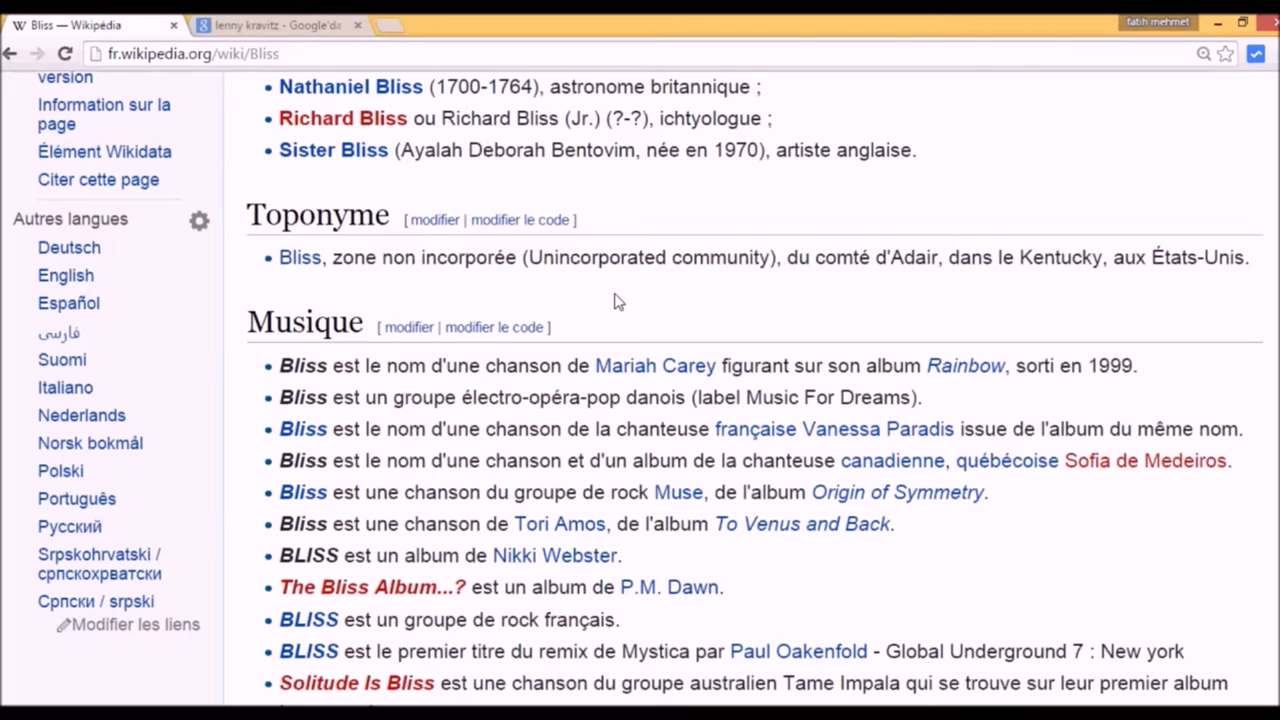 Bliss — Wikipédia
lenny kravitz - Google'da
fatih mehmet
fr.wikipedia.org/wiki/Bliss
version
Information sur la
page
Élément Wikidata
Citer cette page
Autres langues
Deutsch
English
Español
فارسی
Suomi
Italiano
Nederlands
Norsk bokmål
Polski
Português
Русский
Srpskohrvatski /
српскохрватски
Српски / srpski
Modifier les liens
• Nathaniel Bliss (1700-1764), astronome britannique ;
• Richard Bliss ou Richard Bliss (Jr.) (?-?), ichtyologue ;
• Sister Bliss (Ayalah Deborah Bentovim, née en 1970), artiste anglaise.
Toponyme [ modifier | modifier le code ]
• Bliss, zone non incorporée (Unincorporated community), du comté d'Adair, dans le Kentucky, aux États-Unis.
Musique [ modifier | modifier le code ]
• Bliss est le nom d'une chanson de Mariah Carey figurant sur son album Rainbow, sorti en 1999.
• Bliss est un groupe électro-opéra-pop danois (label Music For Dreams).
• Bliss est le nom d'une chanson de la chanteuse française Vanessa Paradis issue de l'album du même nom.
• Bliss est le nom d'une chanson et d'un album de la chanteuse canadienne, québécoise Sofia de Medeiros.
• Bliss est une chanson du groupe de rock Muse, de l'album Origin of Symmetry.
• Bliss est une chanson de Tori Amos, de l'album To Venus and Back.
• BLISS est un album de Nikki Webster.
• The Bliss Album...? est un album de P.M. Dawn.
• BLISS est un groupe de rock français.
• BLISS est le premier titre du remix de Mystica par Paul Oakenfold - Global Underground 7 : New york
• Solitude Is Bliss est une chanson du groupe australien Tame Impala qui se trouve sur leur premier album